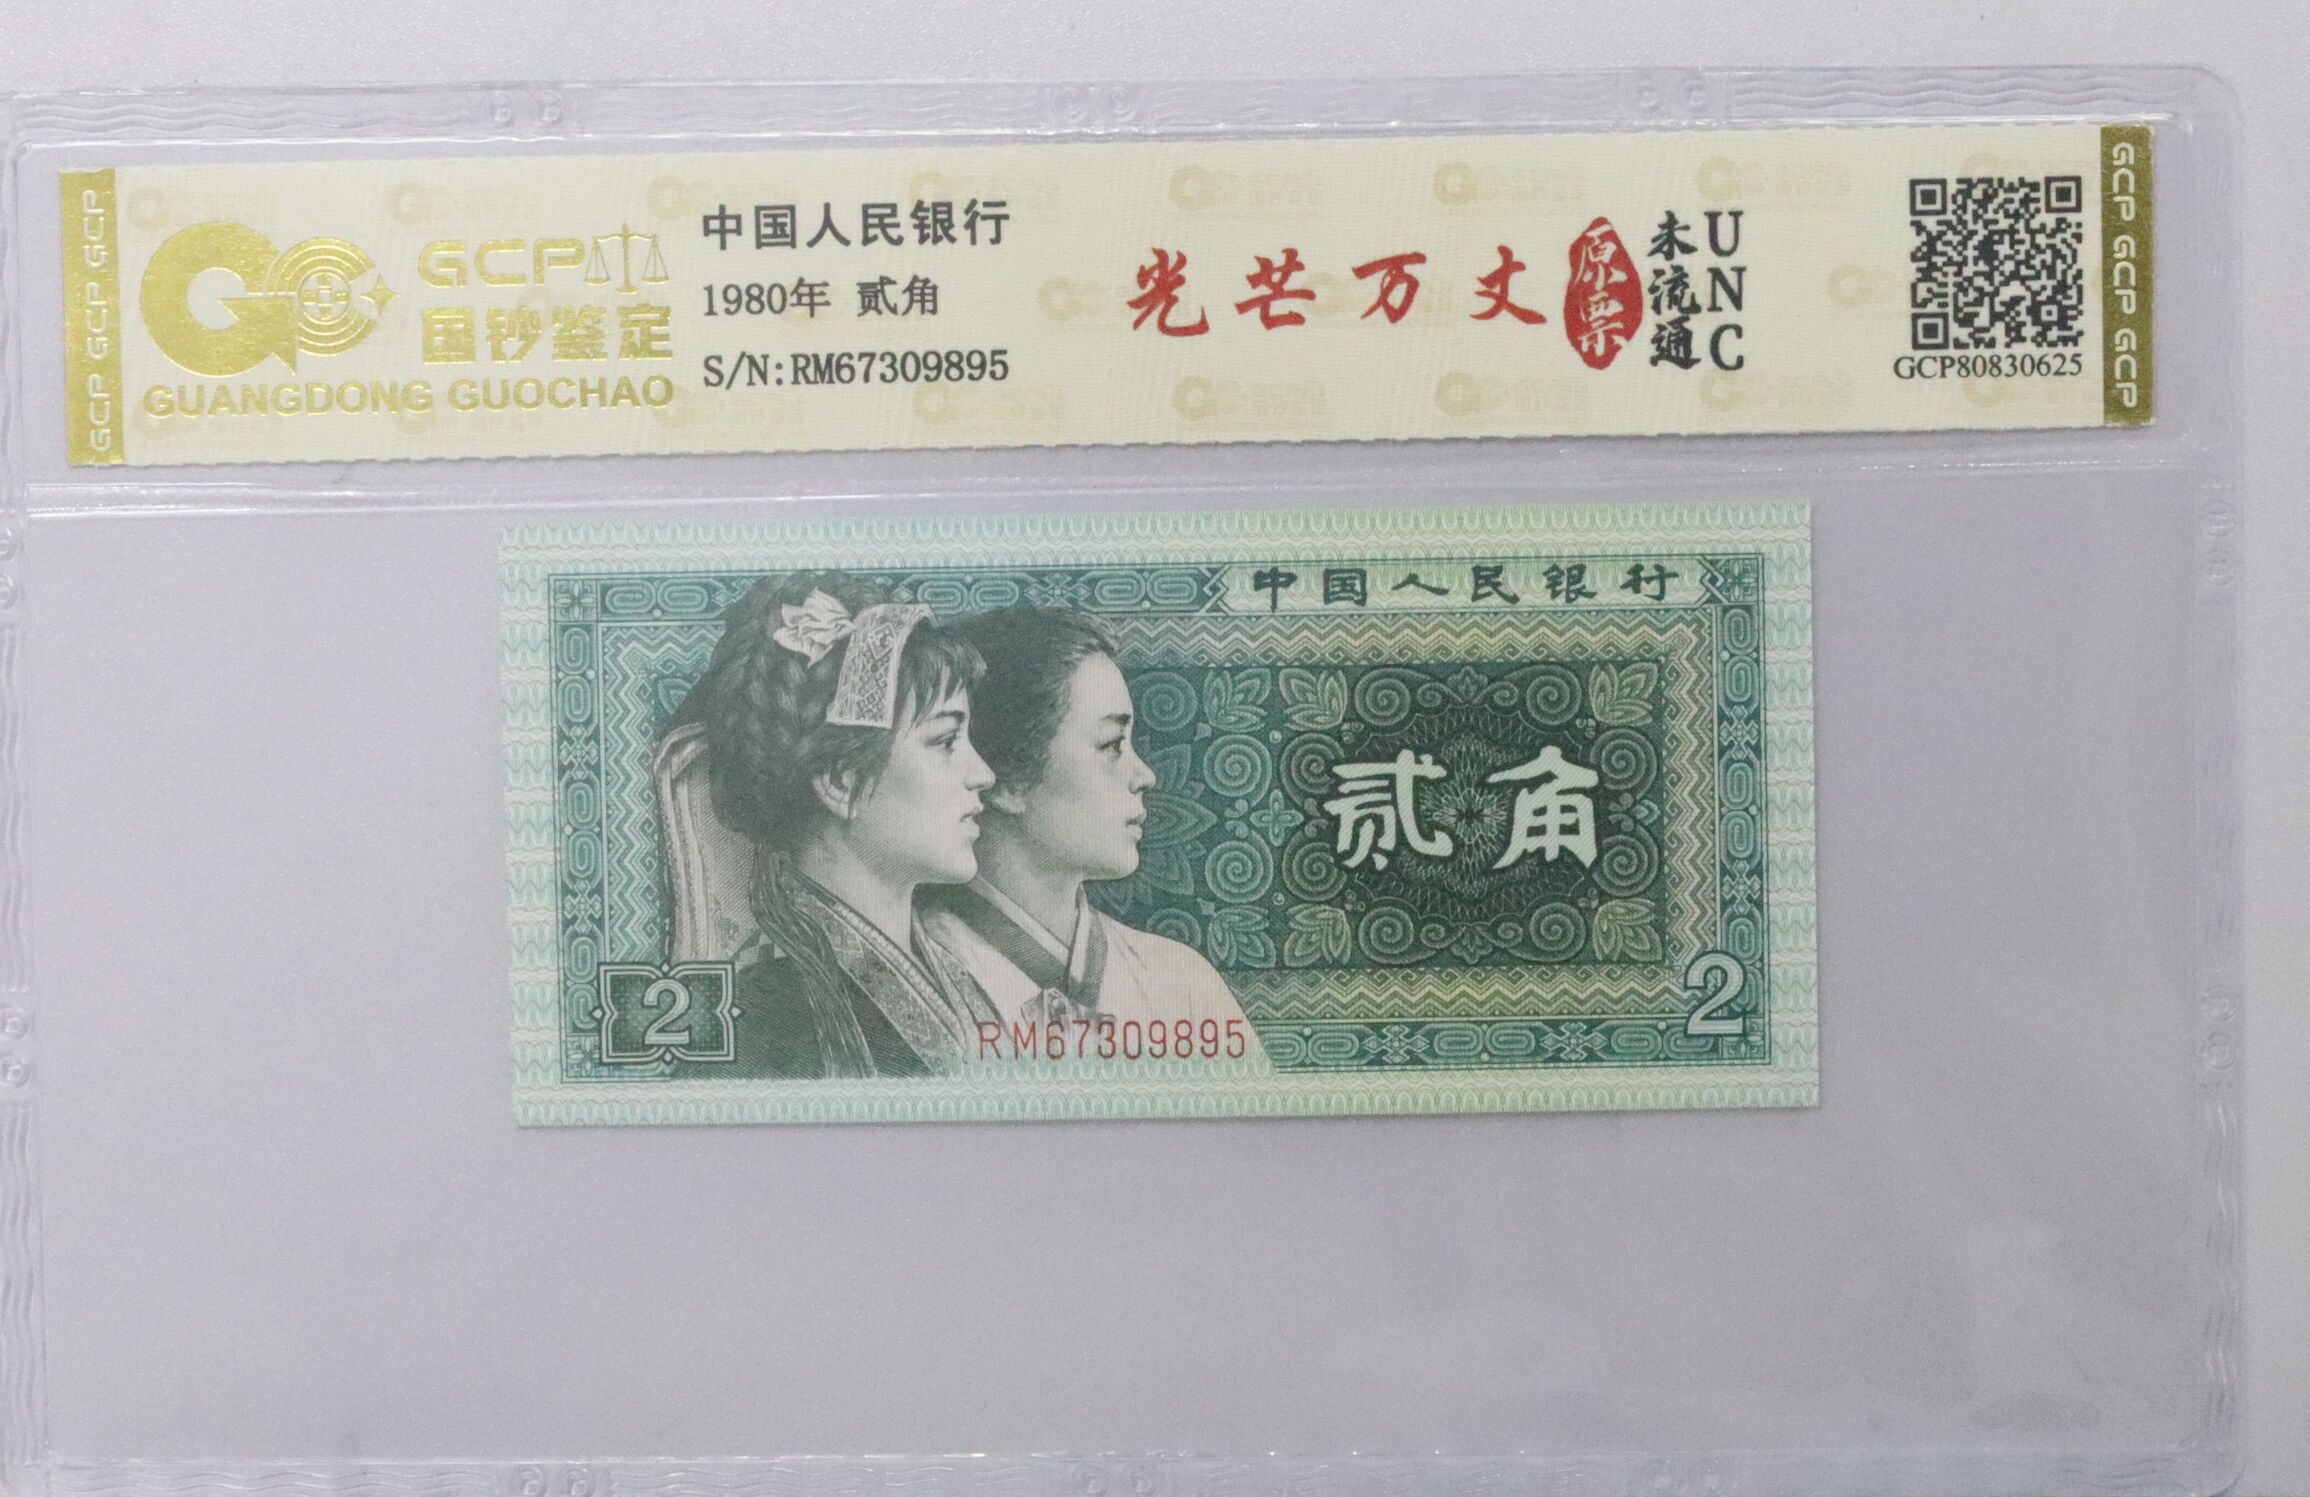 GCP GCP GCP
GCP
国钞鉴定
GUANGDONG GUOCHAO
中国人民银行
1980年 贰角
S/N:RM67309895
光芒万丈
原票
未流通
UNC
GCP80830625
GCP GCP GCP
中国人民银行
贰角
2
2
RM67309895